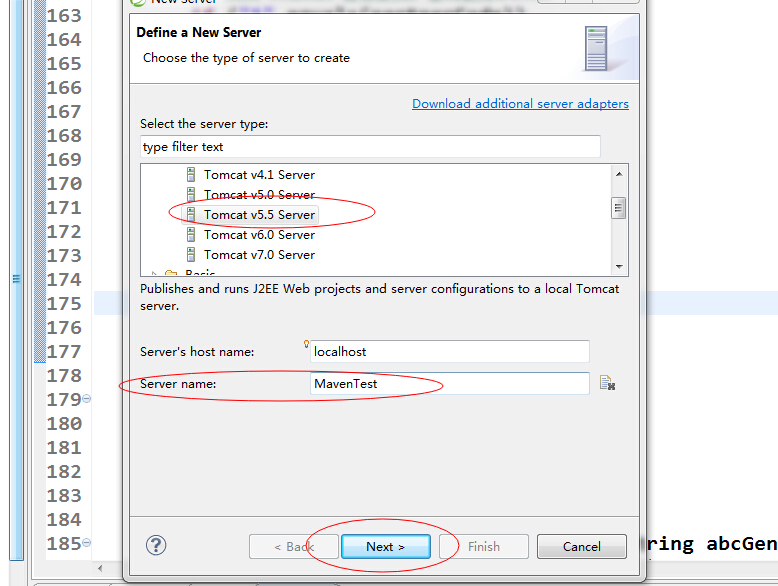 New Server
Define a New Server
Choose the type of server to create
Download additional server adapters
Select the server type:
type filter text
Tomcat v4.1 Server
Tomcat v5.0 Server
Tomcat v5.5 Server
Tomcat v6.0 Server
Tomcat v7.0 Server
Basic
Publishes and runs J2EE Web projects and server configurations to a local Tomcat
server.
Server's host name:
localhost
Server name:
MavenTest
< Back
Next >
Finish
Cancel
163
164
165
166
167
168
169
170
171
172
173
174
175
176
177
178
179
180
181
182
183
184
185
ring abcGen